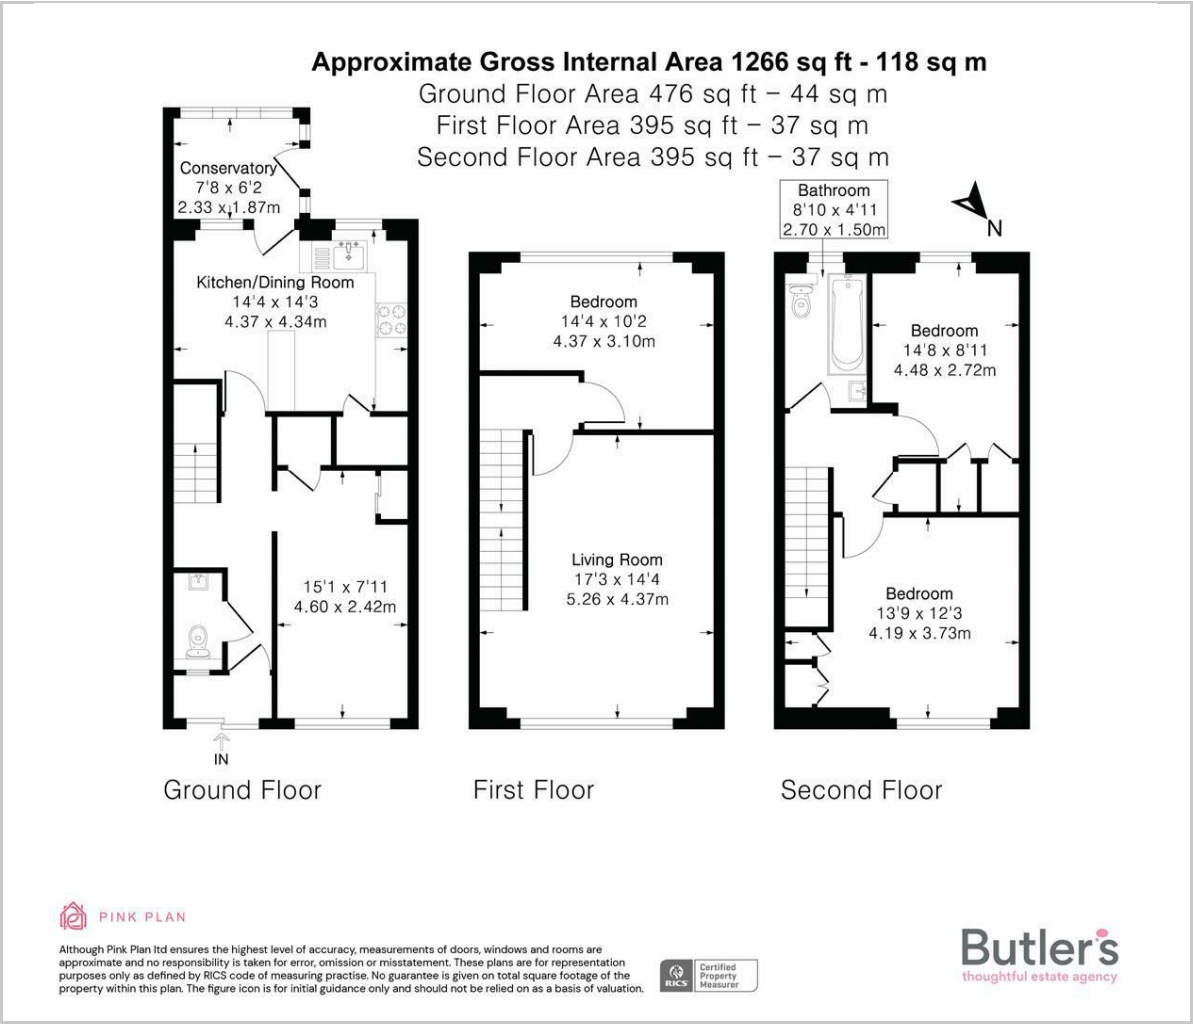 Approximate Gross Internal Area 1266 sq ft - 118 sq m
Ground Floor Area 476 sq ft – 44 sq m
First Floor Area 395 sq ft – 37 sq m
Second Floor Area 395 sq ft – 37 sq m
Conservatory
7'8 x 6'2
2.33 x 1.87m
Kitchen/Dining Room
14'4 x 14'3
4.37 x 4.34m
15'1 x 7'11
4.60 x 2.42m
IN
Ground Floor
Bedroom
14'4 x 10'2
4.37 x 3.10m
Living Room
17'3 x 14'4
5.26 x 4.37m
First Floor
Bathroom
8'10 x 4'11
2.70 x 1.50m
N
Bedroom
14'8 x 8'11
4.48 x 2.72m
Bedroom
13'9 x 12'3
4.19 x 3.73m
Second Floor
PINK PLAN
Although Pink Plan ltd ensures the highest level of accuracy, measurements of doors, windows and rooms are
approximate and no responsibility is taken for error, omission or misstatement. These plans are for representation
purposes only as defined by RICS code of measuring practise. No guarantee is given on total square footage of the
property within this plan. The figure icon is for initial guidance only and should not be relied on as a basis of valuation.
RICS
Certified
Property
Measurer
Butler's
thoughtful estate agency